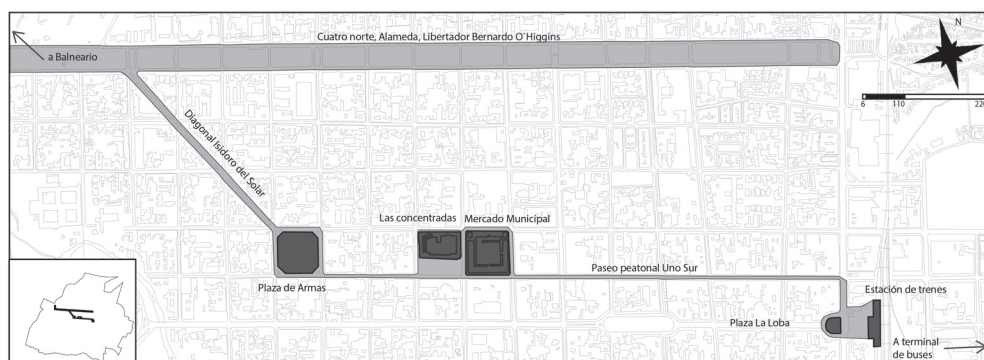 Cuatro norte, Alameda, Libertador Bernardo O`Higgins
N
a Balneario
6 110 220
Diagonal Isidoro del Solar
Las concentradas
Mercado Municipal
Paseo peatonal Uno Sur
Plaza de Armas
Estación de trenes
Plaza La Loba
A terminal
de buses